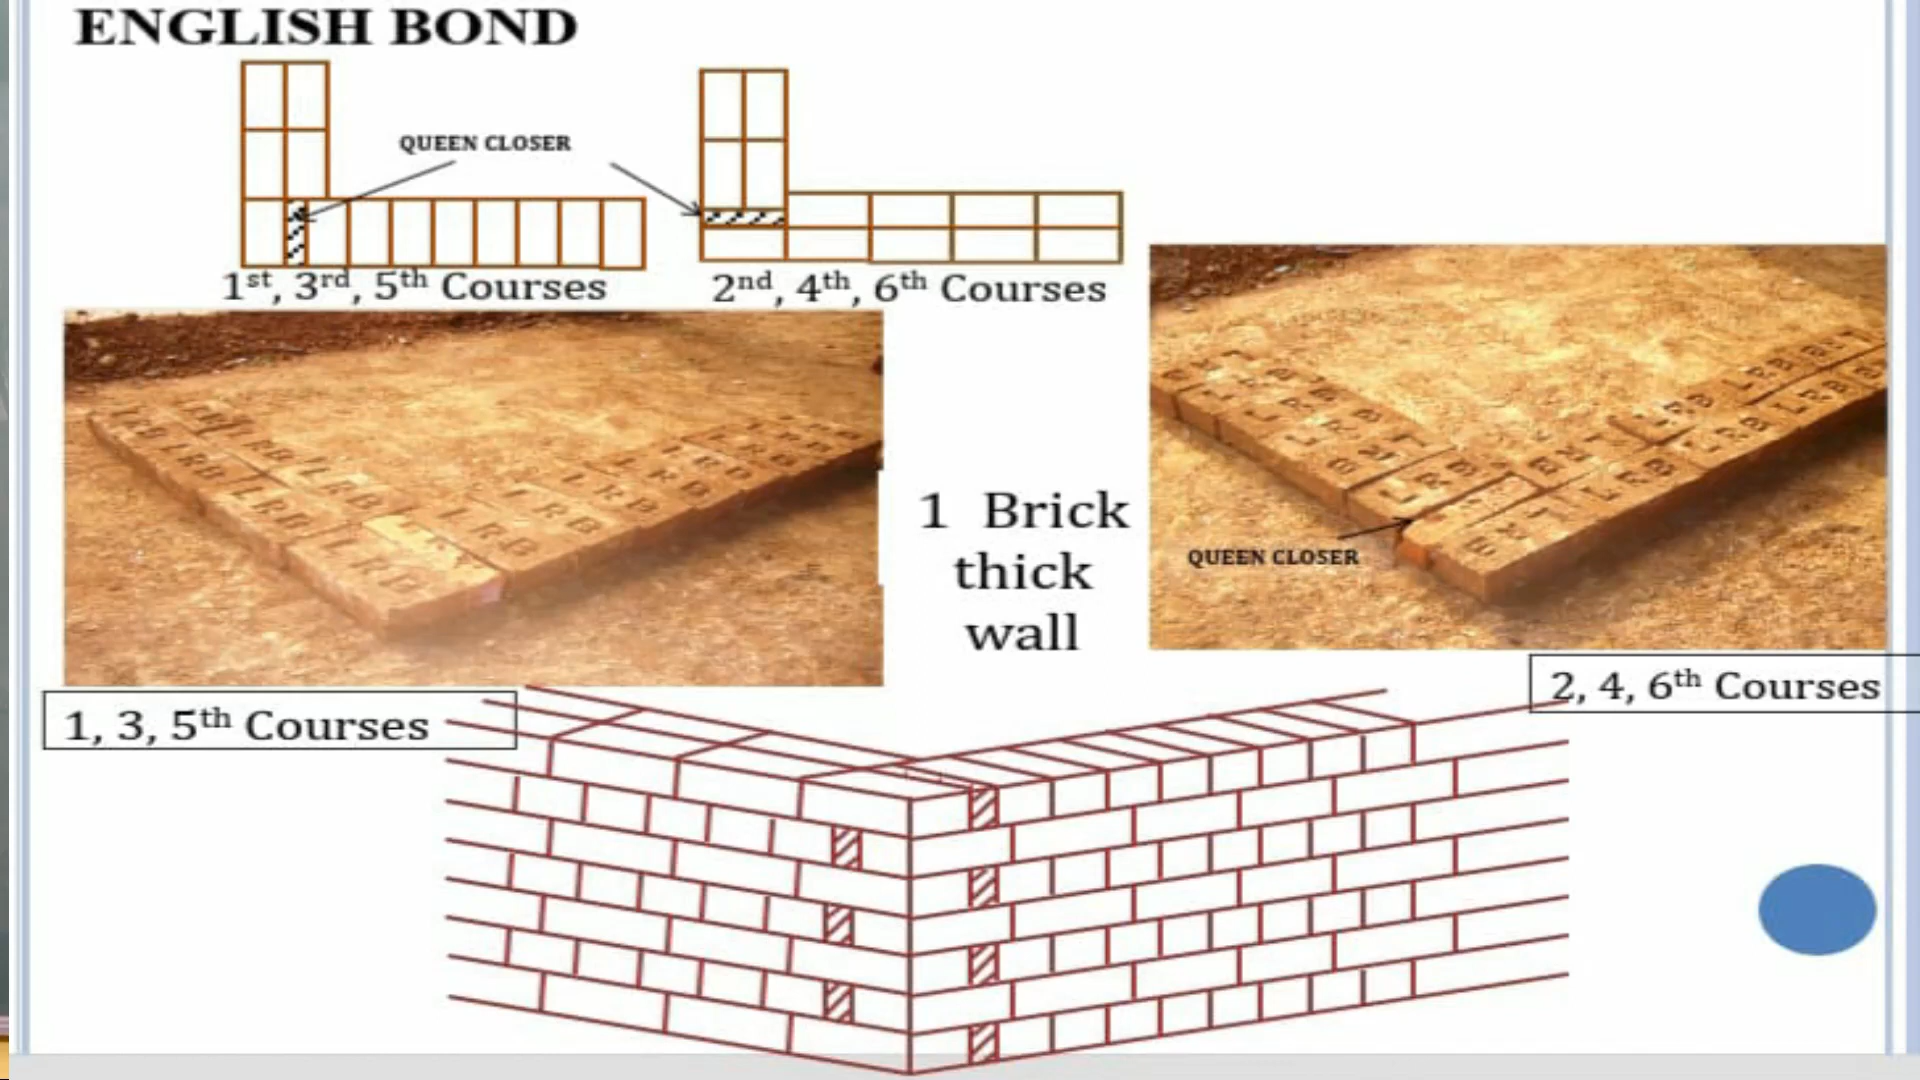 ENGLISH BOND
QUEEN CLOSER
1st, 3rd, 5th Courses
2nd, 4th, 6th Courses
1 Brick
thick
wall
QUEEN CLOSER
1, 3, 5th Courses
2, 4, 6th Courses